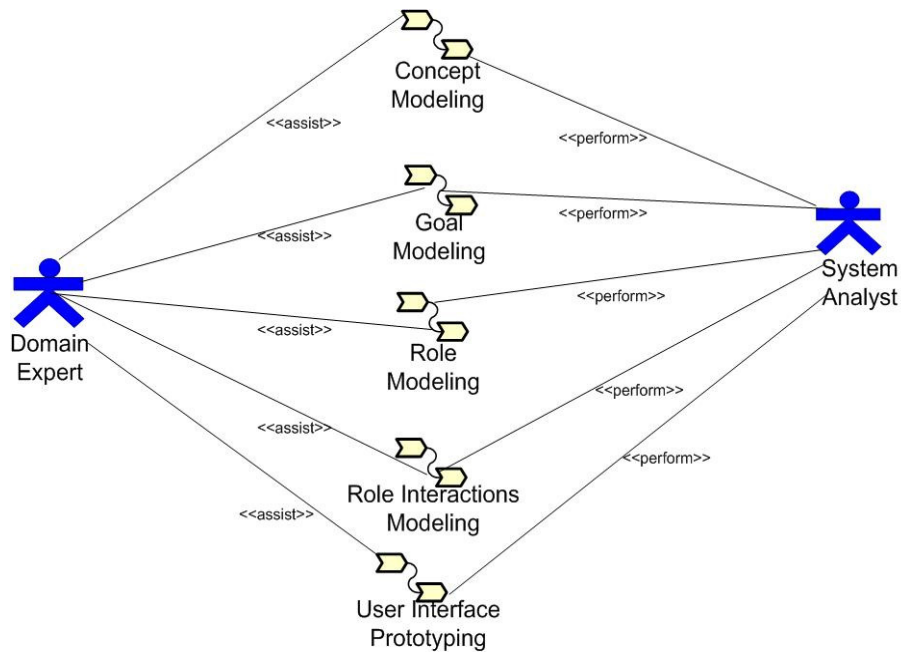 Concept
Modeling
<<assist>>
<<perform>>
Goal
Modeling
<<assist>>
<<perform>>
System
Analyst
Domain
Expert
<<assist>>
<<perform>>
Role
Modeling
<<assist>>
<<perform>>
Role Interactions
Modeling
<<assist>>
<<perform>>
User Interface
Prototyping